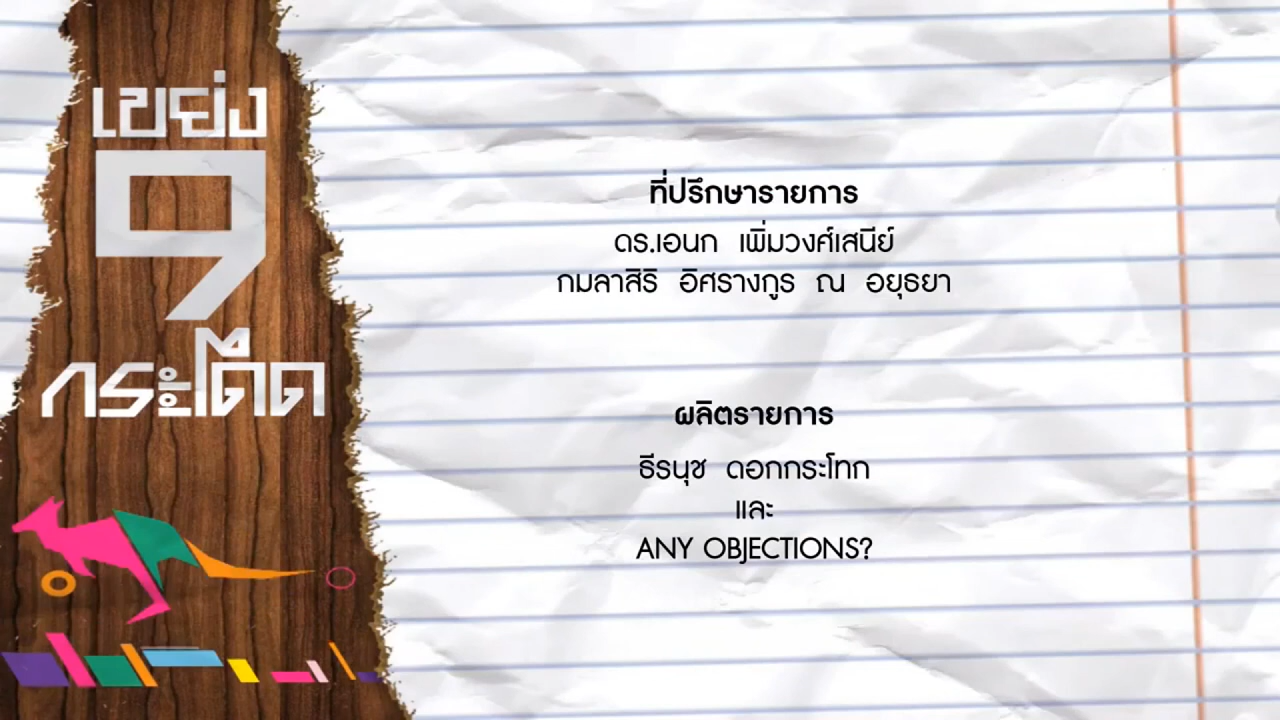 เขย่ง
ๆ
กระโดด
ที่ปรึกษารายการ
ดร.เอนก เพิ่มวงศ์เสนีย์
กมลาสิริ อิศรางกูร ณ อยุธยา
ผลิตรายการ
ธีรนุช ดอกกระโทก
และ
ANY OBJECTIONS?